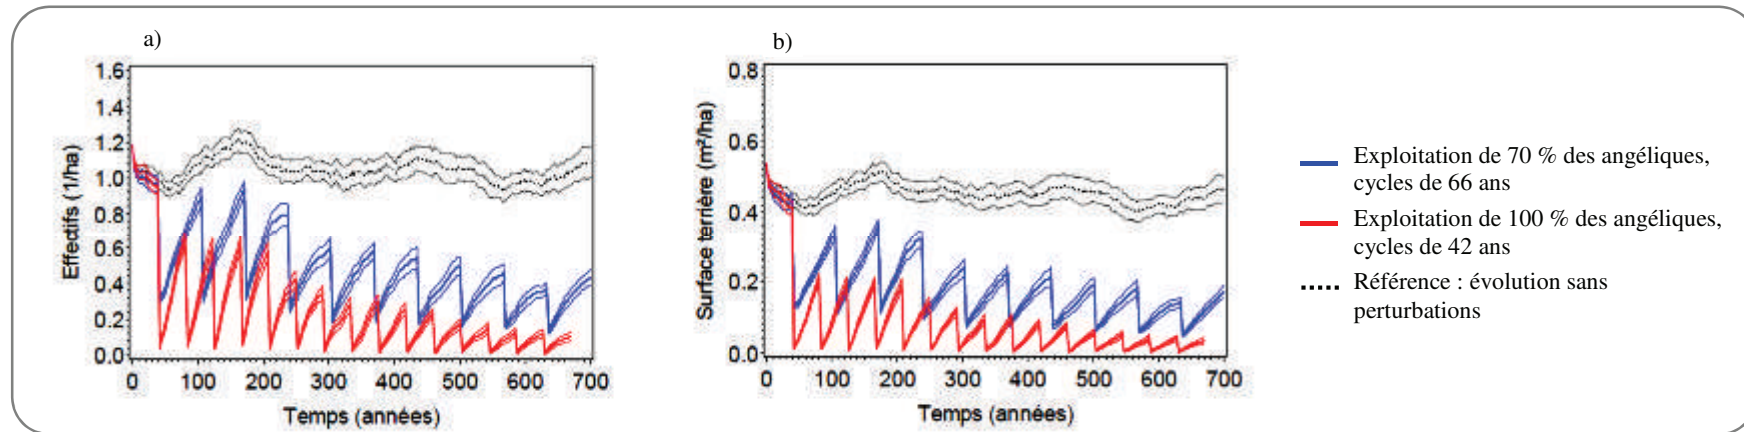 a)
1.6
1.4
1.2
1.0
0.8
0.6
0.4
0.2
0.0
Effectifs (1/ha)
0 100 200 300 400 500 600 700
Temps (années)
b)
0.8
0.6
0.4
0.2
0.0
Surface terrière (m²/ha)
0 100 200 300 400 500 600 700
Temps (années)
Exploitation de 70 % des angéliques,
cycles de 66 ans
Exploitation de 100 % des angéliques,
cycles de 42 ans
Référence : évolution sans
perturbations